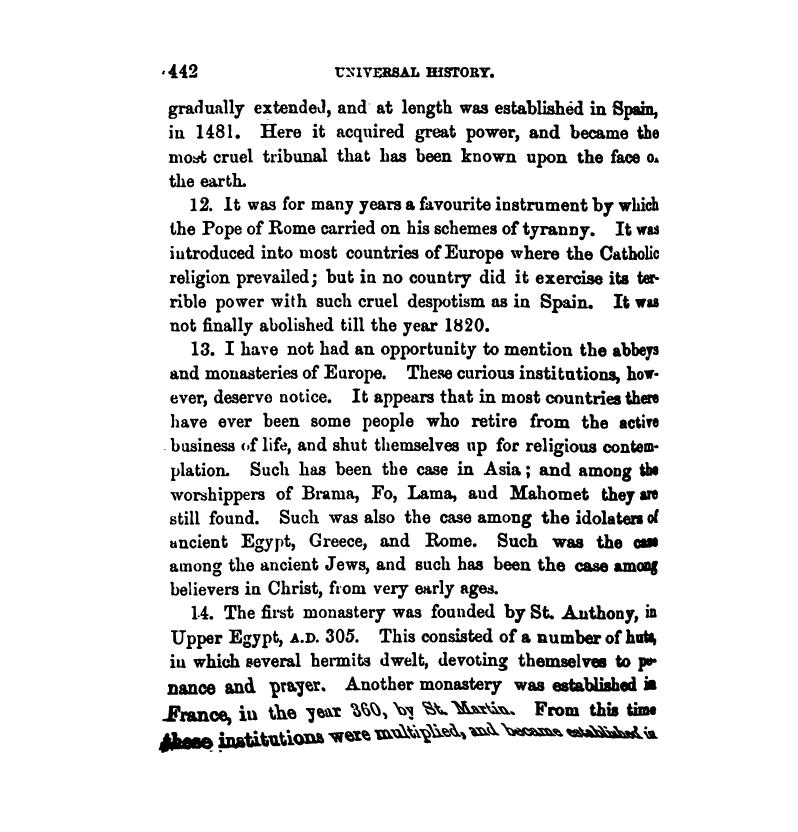 442 UNIVERSAL HISTORY.
gradually extended, and at length was established in Spain,
in 1481. Here it acquired great power, and became the
most cruel tribunal that has been known upon the face o
the earth.
12. It was for many years a favourite instrument by which
the Pope of Rome carried on his schemes of tyranny. It was
introduced into most countries of Europe where the Catholic
religion prevailed; but in no country did it exercise its ter-
rible power with such cruel despotism as in Spain. It was
not finally abolished till the year 1820.
13. I have not had an opportunity to mention the abbeys
and monasteries of Europe. These curious institutions, how-
ever, deserve notice. It appears that in most countries there
have ever been some people who retire from the active
business of life, and shut themselves up for religious contem-
plation. Such has been the case in Asia; and among the
worshippers of Brama, Fo, Lama, and Mahomet they are
still found. Such was also the case among the idolaters of
ancient Egypt, Greece, and Rome. Such was the case
among the ancient Jews, and such has been the case among
believers in Christ, from very early ages.
14. The first monastery was founded by St. Anthony, in
Upper Egypt, A.D. 305. This consisted of a number of huts,
in which several hermits dwelt, devoting themselves to pe-
nance and prayer. Another monastery was established in
France, in the year 360, by St. Martin. From this time
these institutions were multiplied, and became established in